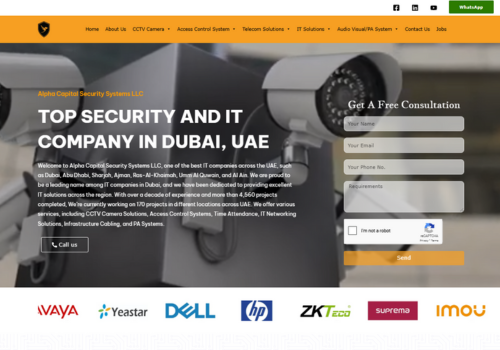 WhatsApp
Home About Us CCTV Camera Access Control System Telecom Solutions IT Solutions Audio Visual/PA System Contact Us Jobs
Alpha Capital Security Systems LLC
TOP SECURITY AND IT
COMPANY IN DUBAI, UAE
Welcome to Alpha Capital Security Systems LLC, one of the best IT companies across the UAE, such
as Dubai, Abu Dhabi, Sharjah, Ajman, Ras-Al-Khaimah, Umm Al Quwain, and Al Ain. We are proud to
be a leading name among IT companies in Dubai, and we have been dedicated to providing excellent
IT solutions across the region. With over a decade of experience and more than 4,560 projects
completed, We're currently working on 170 projects in different locations across UAE. We offer various
services, including CCTV Camera Solutions, Access Control Systems, Time Attendance, IT Networking
Solutions, Infrastructure Cabling, and PA Systems.
Call us
Get A Free Consultation
Your Name
Your Email
Your Phone No.
Requirements
I'm not a robot
reCAPTCHA
Privacy - Terms
Send
AVAYA Yeastar DELL hp ZKTeco suprema imou